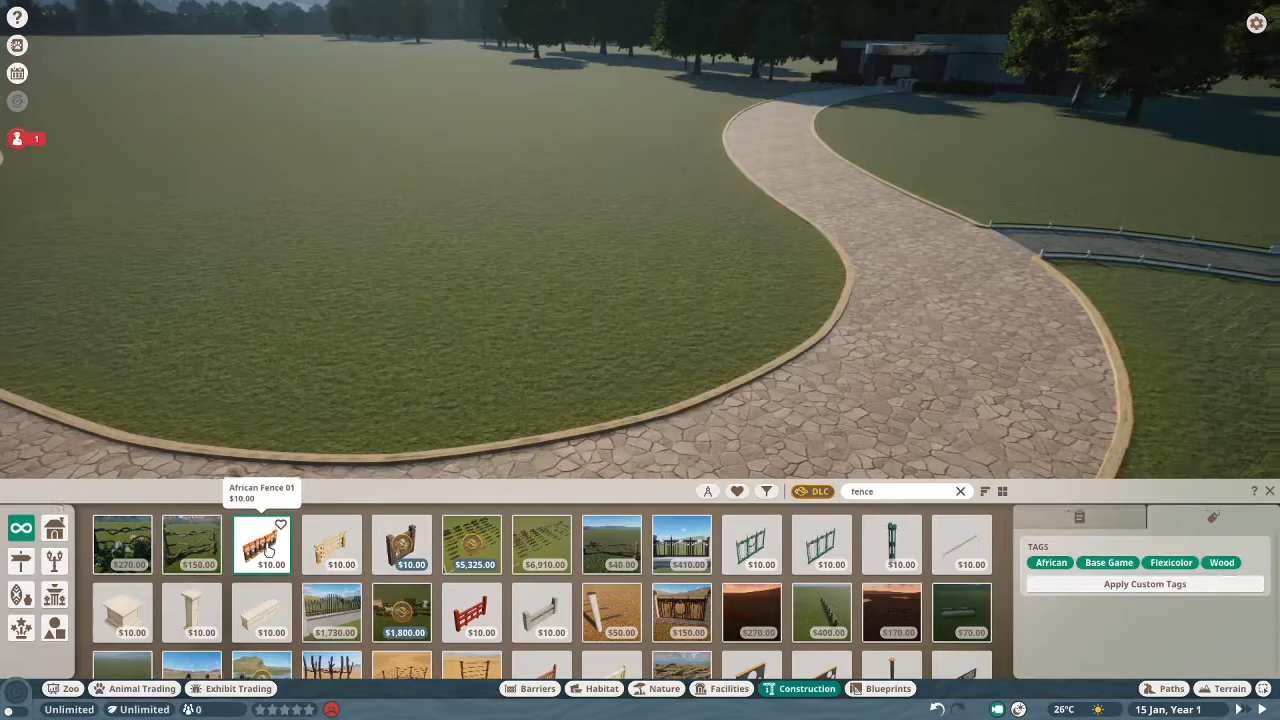 ?
1
African Fence 01
$10.00
DLC
fence
?
$270.00
$150.00
$10.00
$10.00
$10.00
$5,325.00
$6,910.00
$40.00
$410.00
$10.00
$10.00
$10.00
$10.00
$10.00
$10.00
$10.00
$1,730.00
$1,800.00
$10.00
$10.00
$50.00
$150.00
$270.00
$400.00
$170.00
$70.00
TAGS
African
Base Game
Flexicolor
Wood
Apply Custom Tags
Zoo
Animal Trading
Exhibit Trading
Barriers
Habitat
Nature
Facilities
Construction
Blueprints
Paths
Terrain
Unlimited
Unlimited
0
26°C
15 Jan, Year 1